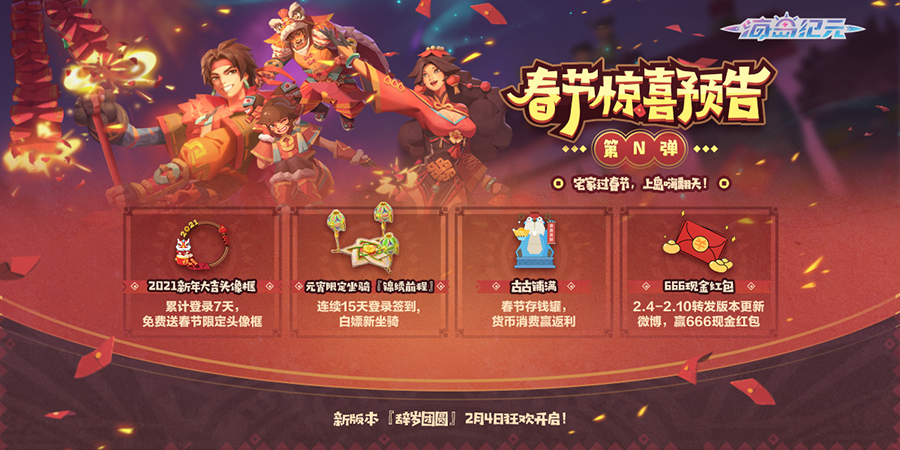 海岛纪元
春节惊喜预告
第 N 弹
宅家过春节，上岛嗨翻天！
2021
2021新年大吉头像框
累计登录7天，
免费送春节限定头像框
元宵限定坐骑『锦绣前程』
连续15天登录签到，
白嫖新坐骑
古古铺满
春节存钱罐，
货币消费赢返利
666现金红包
2.4-2.10转发版本更新
微博，赢666现金红包
新版本『辞岁团圆』2月4日狂欢开启！